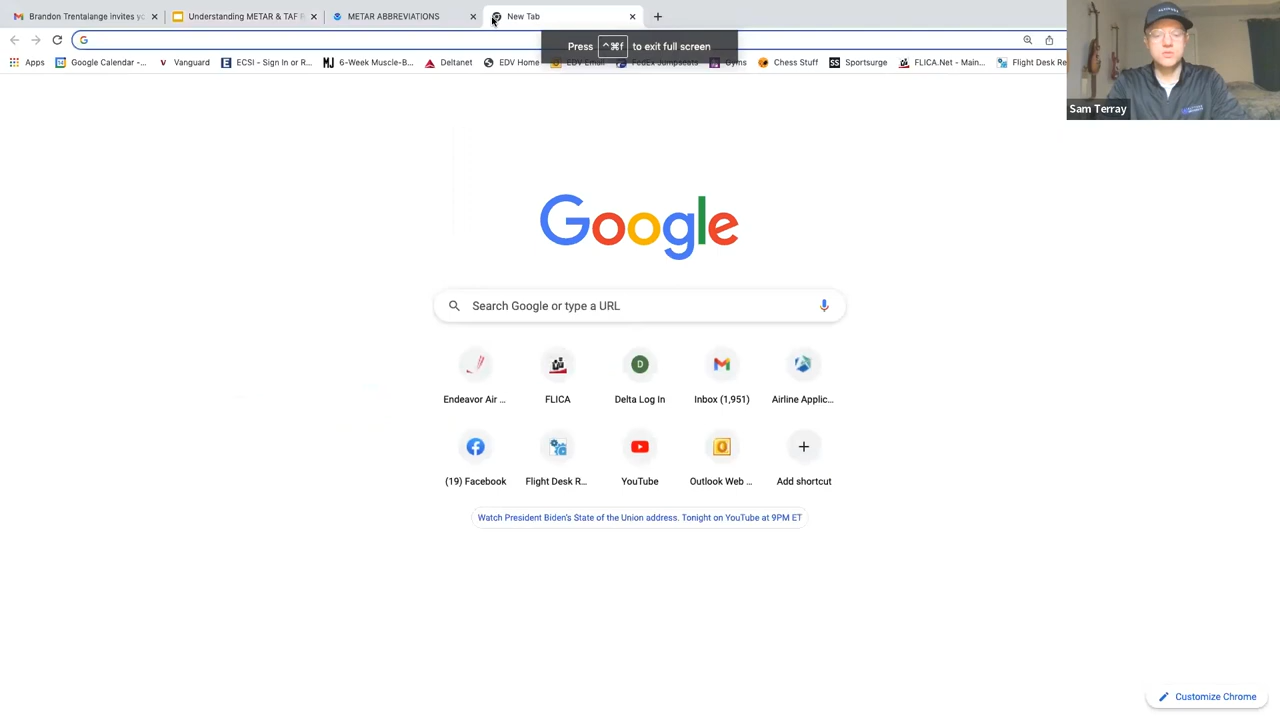 Brandon Trentalange invites yo
Understanding METAR & TAF R
METAR ABBREVIATIONS
New Tab
Press ^⌘f to exit full screen
Apps
Google Calendar -...
Vanguard
ECSI - Sign In or R...
6-Week Muscle-B...
Deltanet
EDV Home
EDV Email
FedEx Jumpseats
Gyms
Chess Stuff
Sportsurge
FLICA.Net - Main...
Flight Desk Re
Sam Terray
Google
Search Google or type a URL
Endeavor Air ...
FLICA
Delta Log In
Inbox (1,951)
Airline Applic...
(19) Facebook
Flight Desk R...
YouTube
Outlook Web ...
Add shortcut
Watch President Biden's State of the Union address. Tonight on YouTube at 9PM ET
Customize Chrome